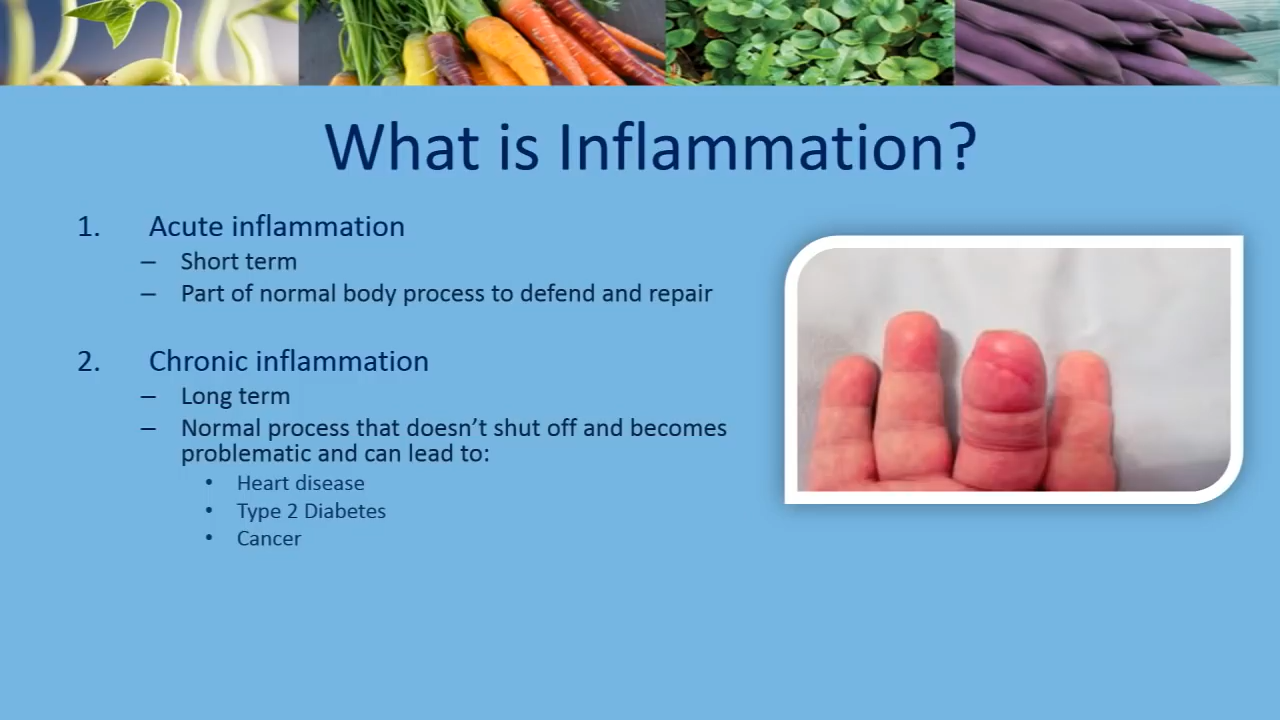 What is Inflammation?
1. Acute inflammation
– Short term
– Part of normal body process to defend and repair
2. Chronic inflammation
– Long term
– Normal process that doesn’t shut off and becomes
problematic and can lead to:
• Heart disease
• Type 2 Diabetes
• Cancer